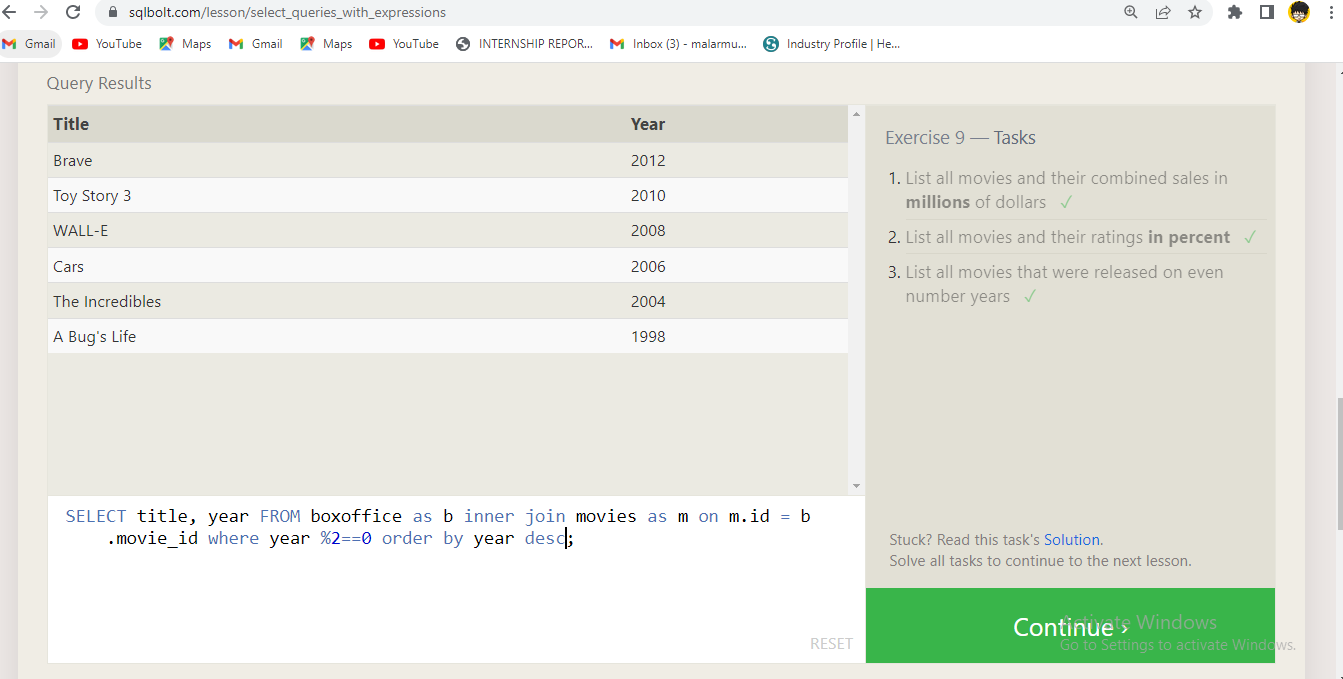 sqlbolt.com/lesson/select_queries_with_expressions
Gmail YouTube Maps Gmail Maps YouTube INTERNSHIP REPOR... Inbox (3) - malarmu... Industry Profile | He...
Query Results
Title Year
Brave 2012
Toy Story 3 2010
WALL-E 2008
Cars 2006
The Incredibles 2004
A Bug's Life 1998
SELECT title, year FROM boxoffice as b inner join movies as m on m.id = b
.movie_id where year %2==0 order by year desc;
RESET
Exercise 9 — Tasks
1. List all movies and their combined sales in
millions of dollars ✓
2. List all movies and their ratings in percent ✓
3. List all movies that were released on even
number years ✓
Stuck? Read this task's Solution.
Solve all tasks to continue to the next lesson.
Continue ›
Activate Windows
Go to Settings to activate Windows.